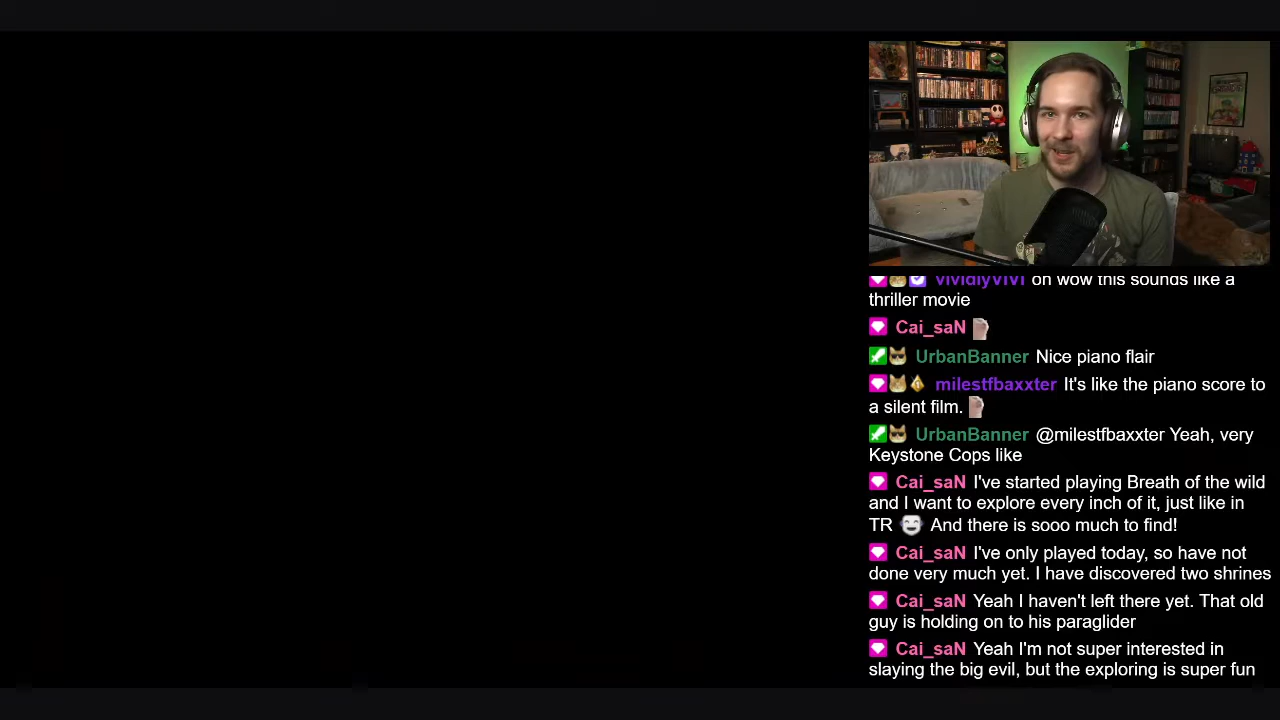 vividlyVIVI oh wow this sounds like a
thriller movie
Cai_saN
UrbanBanner Nice piano flair
milestfbaxxter It's like the piano score to
a silent film.
UrbanBanner @milestfbaxxter Yeah, very
Keystone Cops like
Cai_saN I've started playing Breath of the wild
and I want to explore every inch of it, just like in
TR And there is sooo much to find!
Cai_saN I've only played today, so have not
done very much yet. I have discovered two shrines
Cai_saN Yeah I haven't left there yet. That old
guy is holding on to his paraglider
Cai_saN Yeah I'm not super interested in
slaying the big evil, but the exploring is super fun